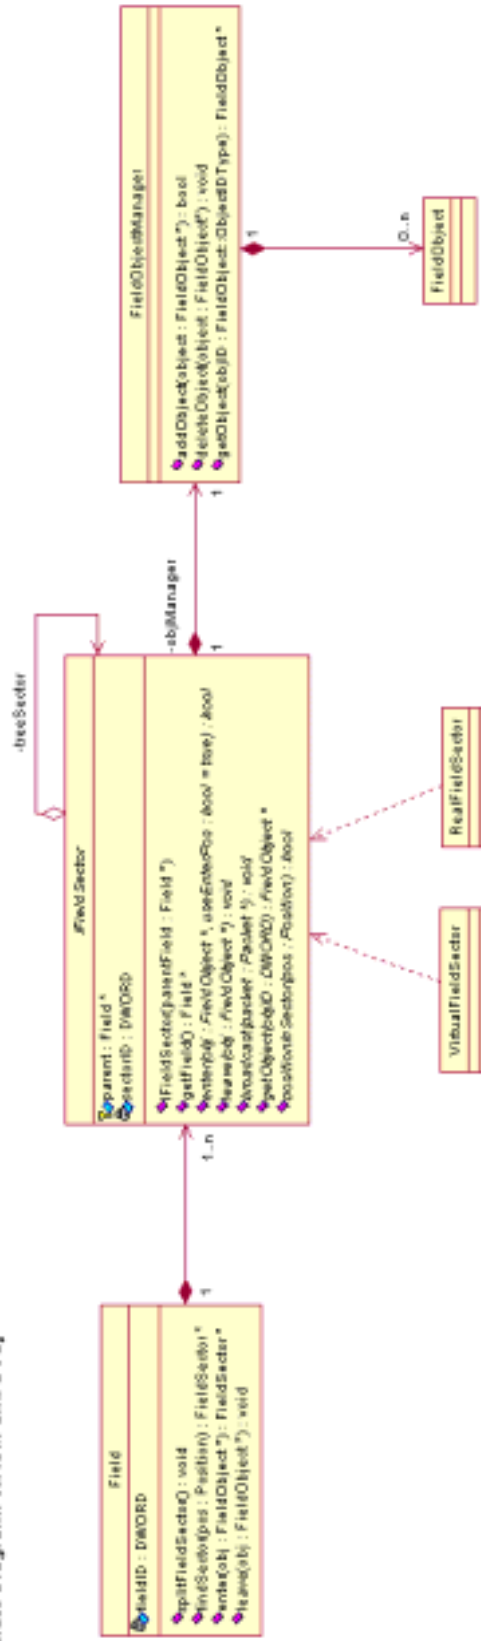 Field
fieldID : DWORD
splitFieldSector() : void
findSector(pos : Position) : FieldSector *
enter(obj : FieldObject *) : FieldSector *
leave(obj : FieldObject *) : void
1
1..n
IFieldSector
parent : Field *
sectorID : DWORD
IFieldSector(parentField : Field *)
getField() : Field *
enter(obj : FieldObject *, useEnterPos : bool = true) : bool
leave(obj : FieldObject *) : void
broadcast(packet : Packet *) : void
getObject(objID : DWORD) : FieldObject *
positionInSector(pos : Position) : bool
VirtualFieldSector
RealFieldSector
-objManager
1
1
FieldObjectManager
addObject(object : FieldObject *) : bool
deleteObject(object : FieldObject *) : void
getObject(objID : FieldObject::ObjectIDType) : FieldObject *
1
0..n
FieldObject